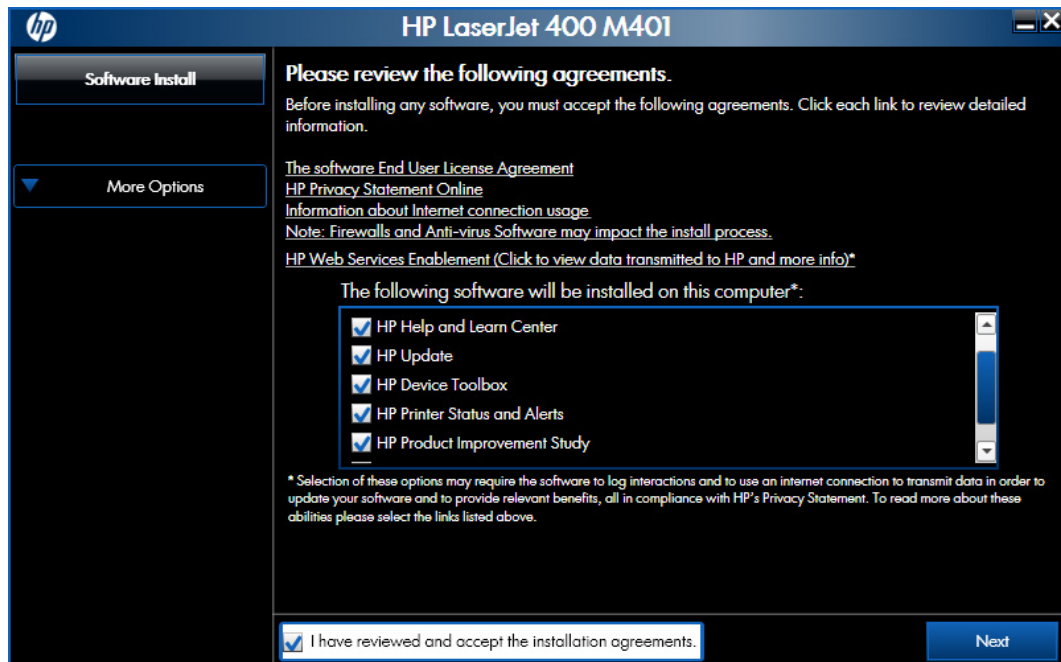 hp
HP LaserJet 400 M401
Software Install
More Options
Please review the following agreements.
Before installing any software, you must accept the following agreements. Click each link to review detailed
information.
The software End User License Agreement
HP Privacy Statement Online
Information about Internet connection usage
Note: Firewalls and Anti-virus Software may impact the install process.
HP Web Services Enablement (Click to view data transmitted to HP and more info)*
The following software will be installed on this computer*:
HP Help and Learn Center
HP Update
HP Device Toolbox
HP Printer Status and Alerts
HP Product Improvement Study
* Selection of these options may require the software to log interactions and to use an internet connection to transmit data in order to
update your software and to provide relevant benefits, all in compliance with HP's Privacy Statement. To read more about these
abilities please select the links listed above.
I have reviewed and accept the installation agreements.
Next